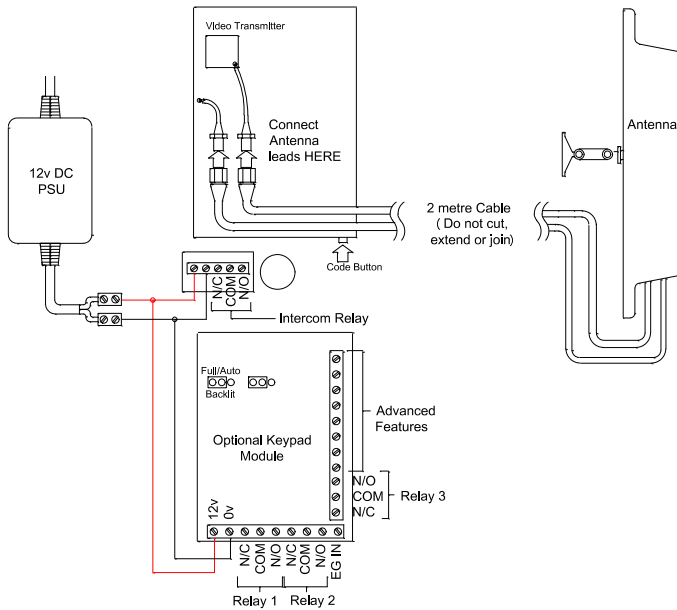 Video Transmitter
Connect
Antenna
leads HERE
Antenna
12v DC
PSU
2 metre Cable
( Do not cut,
extend or join)
Code Button
N/C
COM
N/O
Intercom Relay
Full/Auto
Backlit
Advanced
Features
Optional Keypad
Module
N/O
COM
N/C
Relay 3
12v
0v
N/C
COM
N/O
N/C
COM
N/O
EG IN
Relay 1
Relay 2